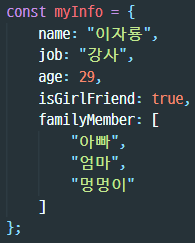 const myInfo = {
    name: "이자룡",
    job: "강사",
    age: 29,
    isGirlFriend: true,
    familyMember: [
        "아빠",
        "엄마",
        "멍멍이"
    ]
};